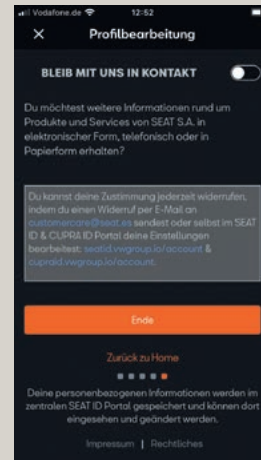 Vodafone.de 12:52
Profilbearbeitung
BLEIB MIT UNS IN KONTAKT
Du möchtest weitere Informationen rund um
Produkte und Services von SEAT S.A. in
elektronischer Form, telefonisch oder in
Papierform erhalten?
Du kannst deine Zustimmung jederzeit widerrufen,
indem du einen Widerruf per E-Mail an
customercare@seat.es sendest oder selbst im SEAT
ID & CUPRA ID Portal deine Einstellungen
bearbeitest: seatid.vwgroup.io/account &
cupraid.vwgroup.io/account.
Ende
Zurück zu Home
Deine personenbezogenen Informationen werden im
zentralen SEAT ID Portal gespeichert und können dort
eingesehen und geändert werden.
Impressum | Rechtliches